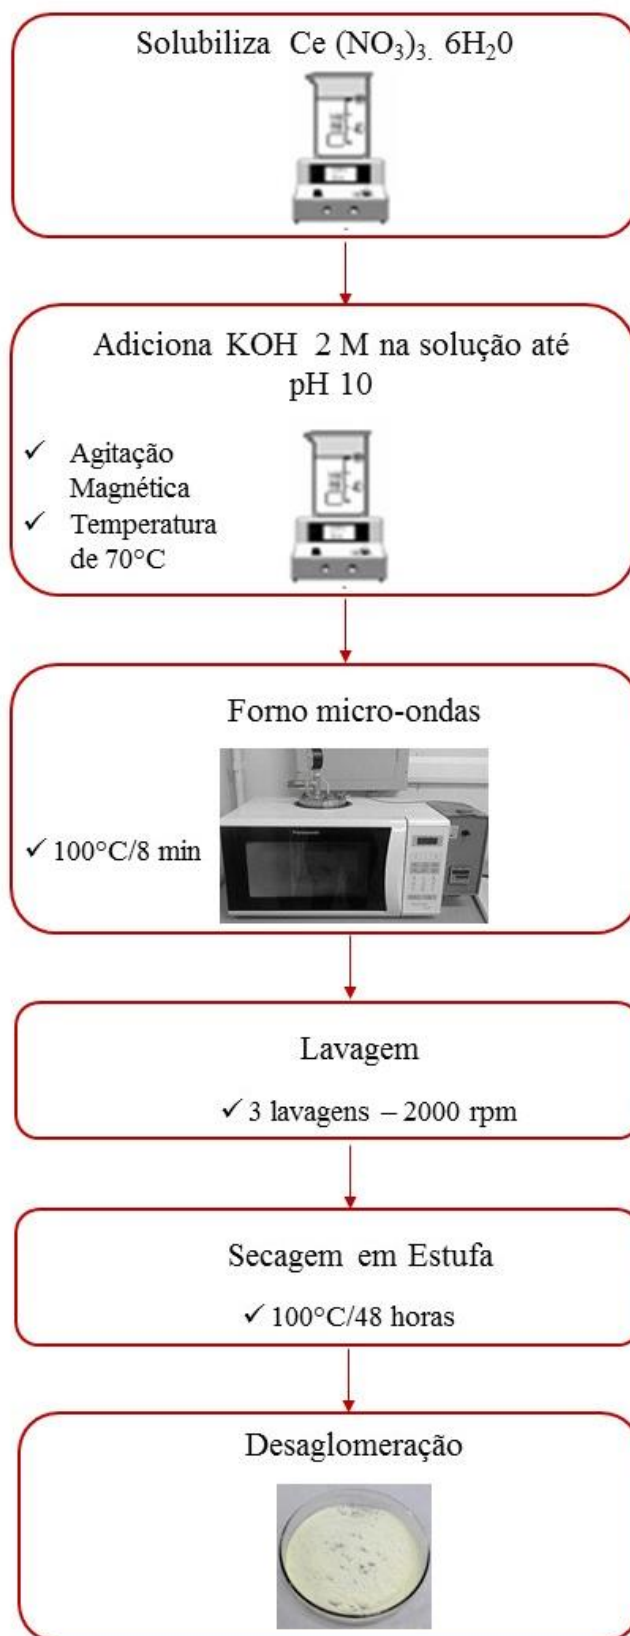 Solubiliza Ce (NO₃)₃. 6H₂0
Adiciona KOH 2 M na solução até
pH 10
✓ Agitação
Magnética
✓ Temperatura
de 70°C
Forno micro-ondas
Panasonic
✓ 100°C/8 min
Lavagem
✓ 3 lavagens – 2000 rpm
Secagem em Estufa
✓ 100°C/48 horas
Desaglomeração